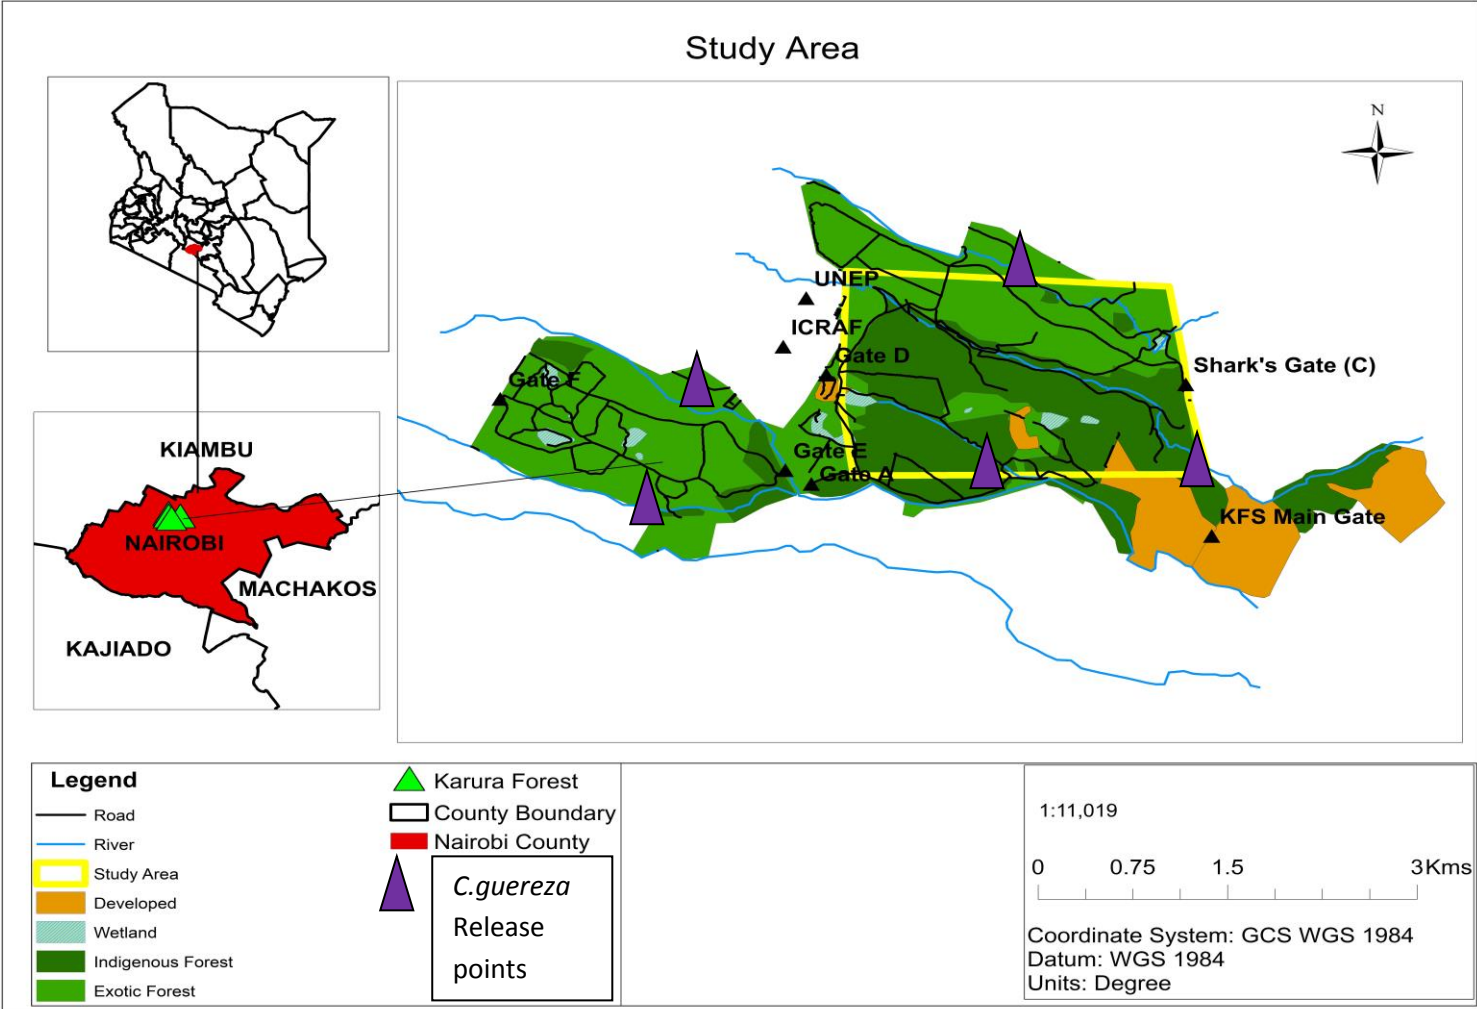 Study Area
N
UNEP
ICRAF
Gate D
Shark's Gate (C)
Gate F
Gate E
Gate A
KFS Main Gate
KIAMBU
NAIROBI
MACHAKOS
KAJIADO
Legend
Road
River
Study Area
Developed
Wetland
Indigenous Forest
Exotic Forest
Karura Forest
County Boundary
Nairobi County
C.guereza
Release
points
1:11,019
0 0.75 1.5 3Kms
Coordinate System: GCS WGS 1984
Datum: WGS 1984
Units: Degree